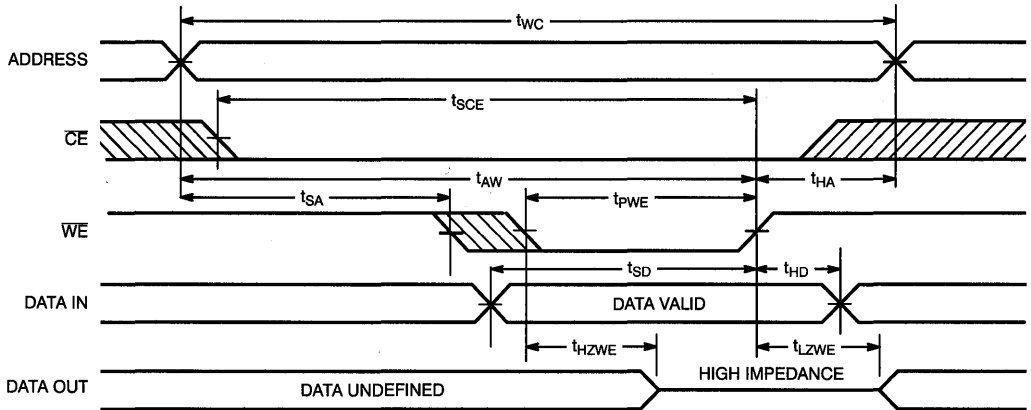 tWC
ADDRESS
tSCE
CE
tAW
tHA
tSA
tPWE
WE
tSD
tHD
DATA IN
DATA VALID
tHZWE
tLZWE
HIGH IMPEDANCE
DATA OUT
DATA UNDEFINED